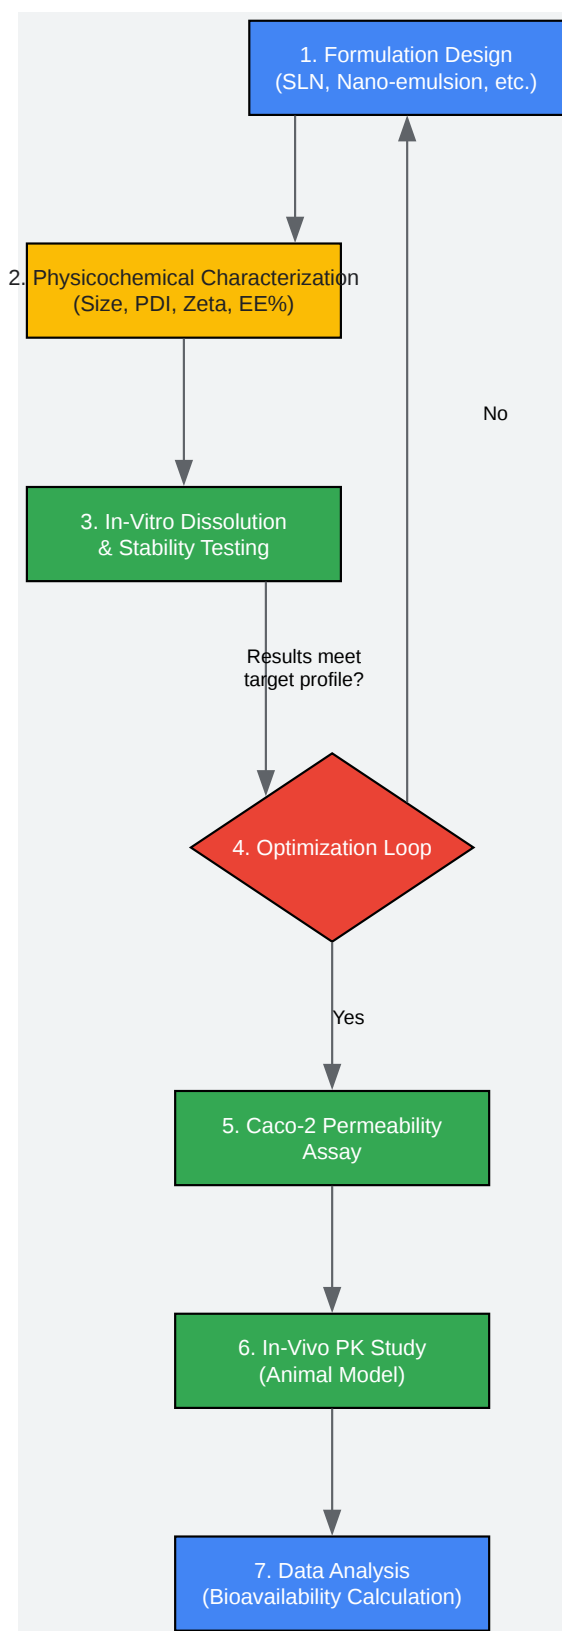 1. Formulation Design
(SLN, Nano-emulsion, etc.)
2. Physicochemical Characterization
(Size, PDI, Zeta, EE%)
No
3. In-Vitro Dissolution
& Stability Testing
Results meet
target profile?
4. Optimization Loop
Yes
5. Caco-2 Permeability
Assay
6. In-Vivo PK Study
(Animal Model)
7. Data Analysis
(Bioavailability Calculation)